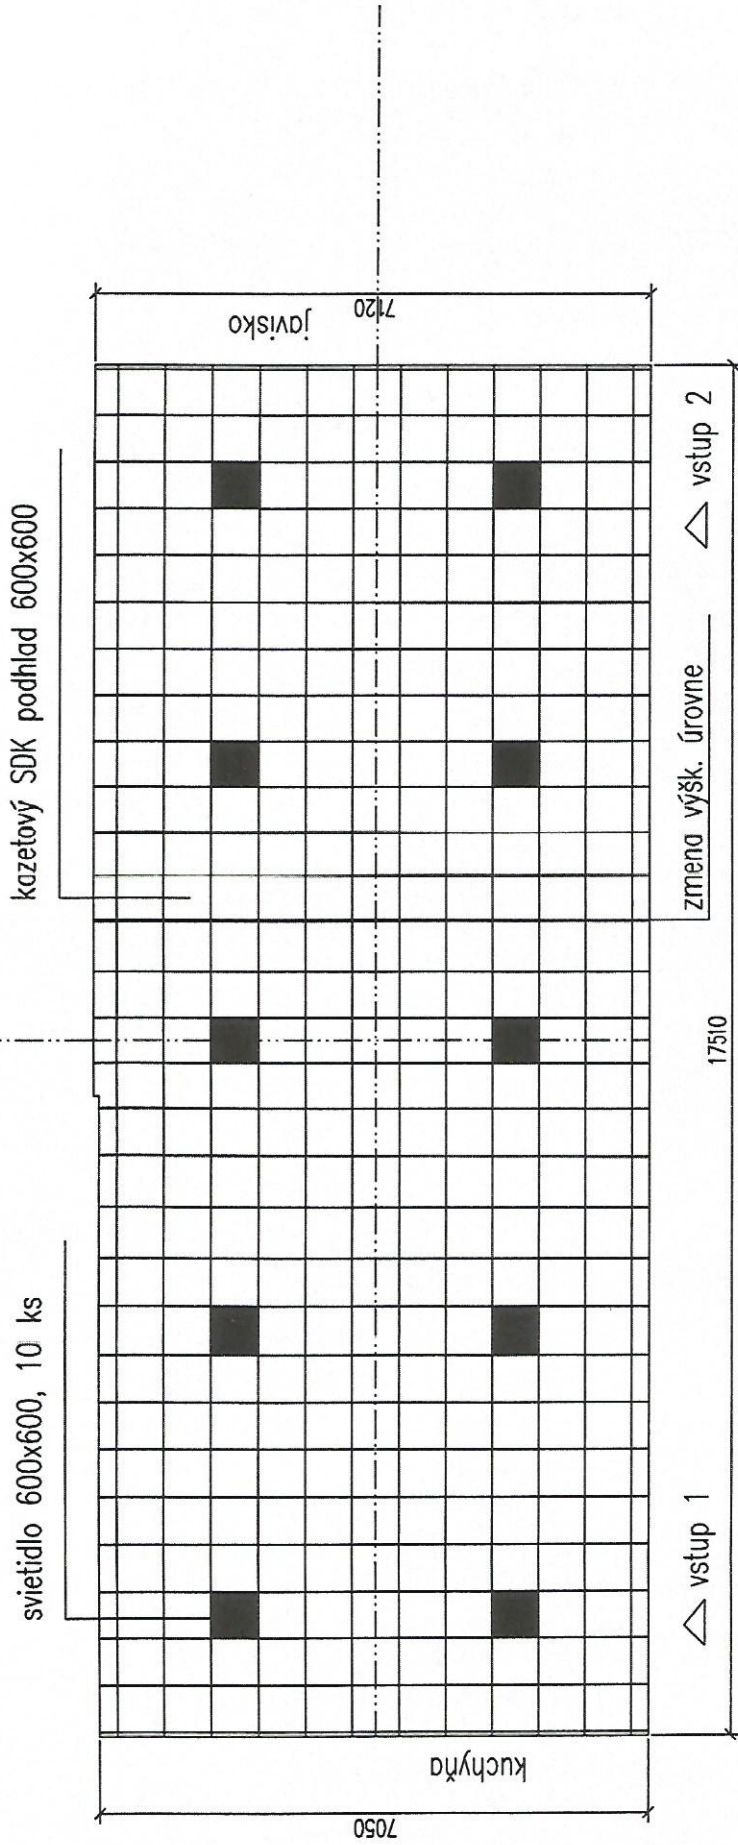 svietidlo 600x600, 10 ks
kazetový SDK podhlad 600x600
kuchyňa
javisko
7050
7120
vstup 1
zmena výšk. úrovne
vstup 2
17510